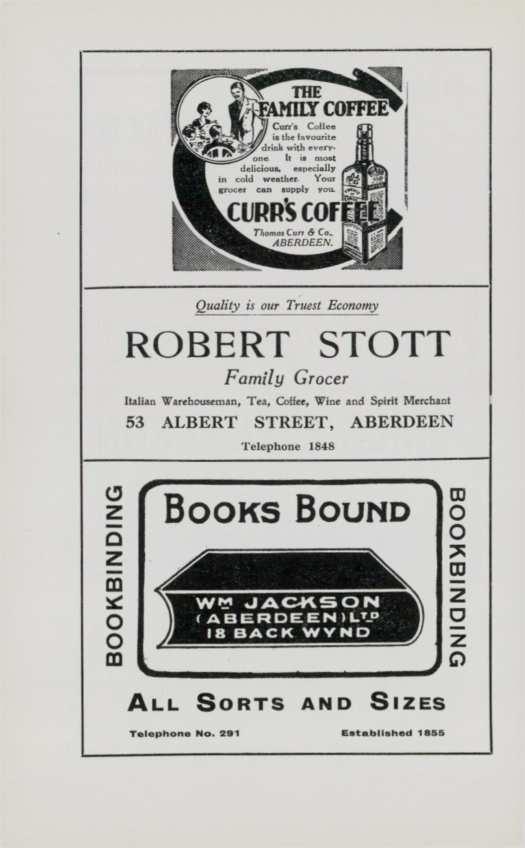 THE
FAMILY COFFEE
Curr's Coffee
is the favourite
drink with every-
one. It is most
delicious, especially
in cold weather. Your
grocer can supply you.
CURR'S COFFEE
Thomas Curr & Co.,
ABERDEEN.
Quality is our Truest Economy
ROBERT STOTT
Family Grocer
Italian Warehouseman, Tea, Coffee, Wine and Spirit Merchant
53 ALBERT STREET, ABERDEEN
Telephone 1848
BOOKBINDING
BOOKS BOUND
WM JACKSON
(ABERDEEN) LTD
18 BACK WYND
BOOKBINDING
ALL SORTS AND SIZES
Telephone No. 291 Established 1855